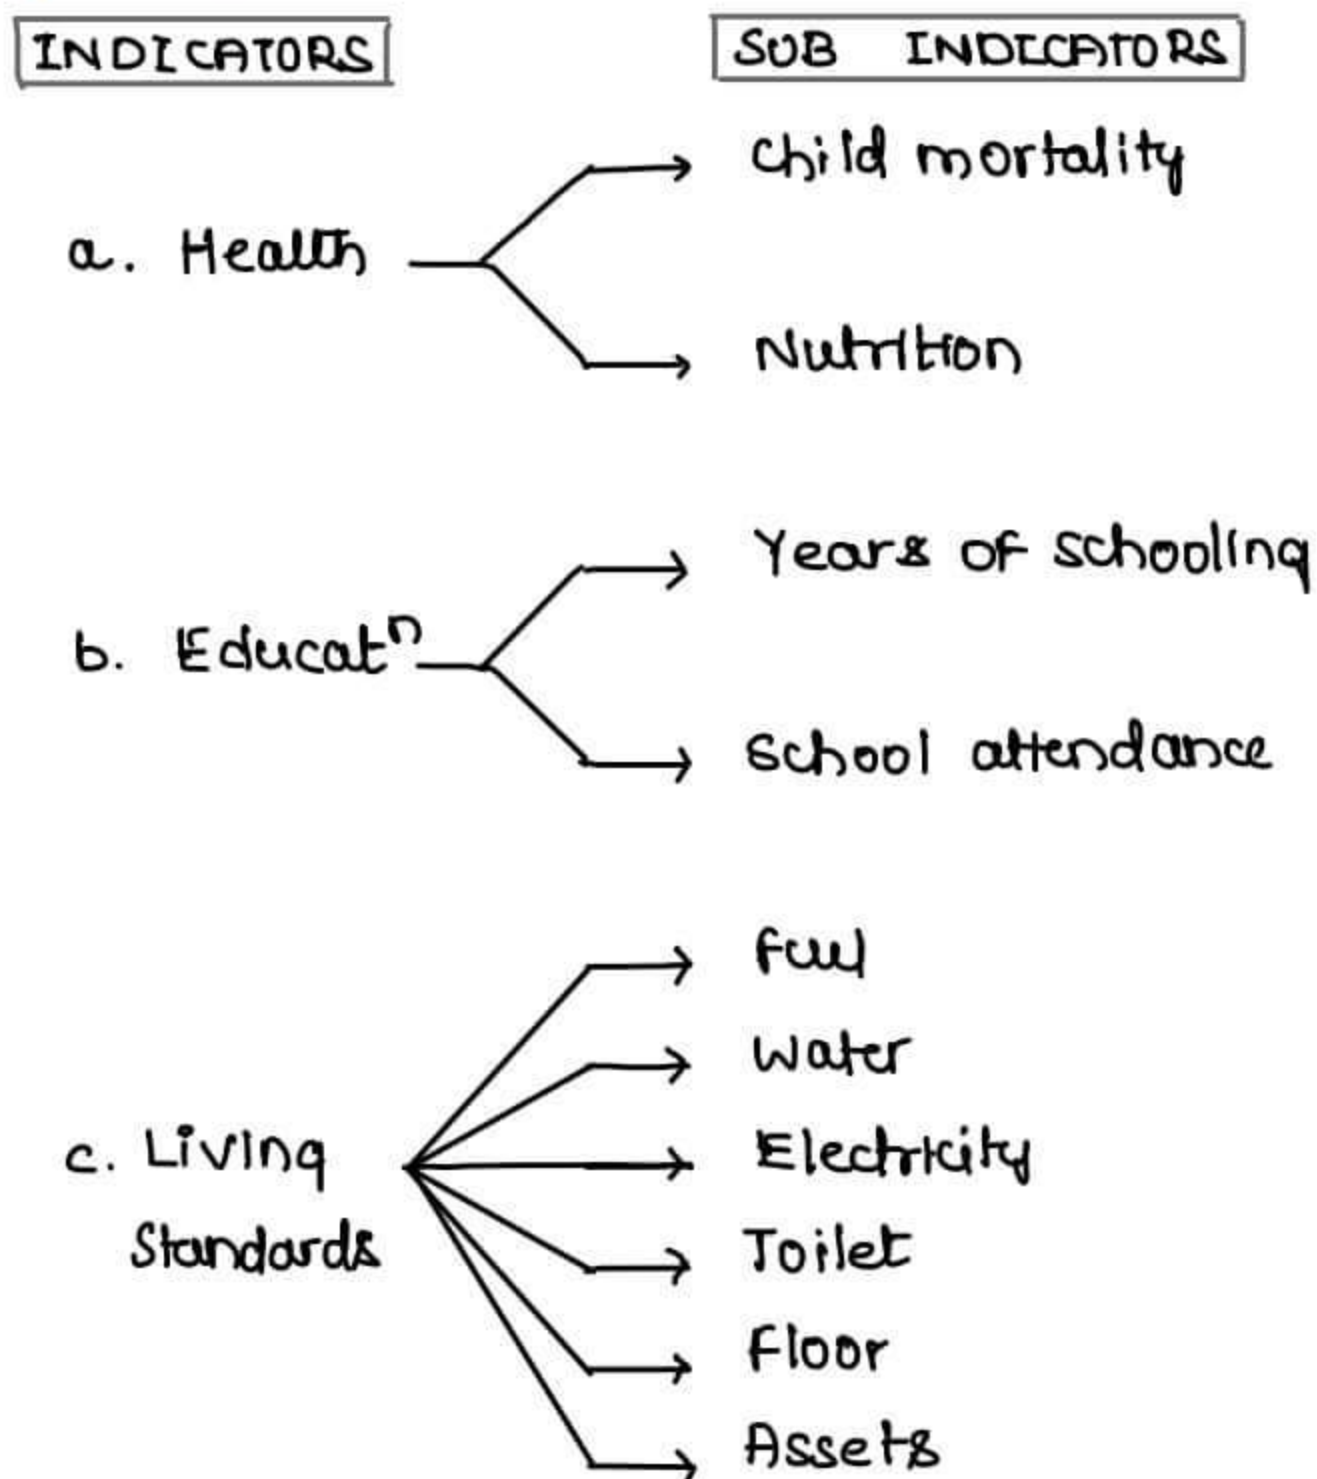 INDICATORS
SUB INDICATORS
a. Health
Child mortality
Nutrition
b. Educatⁿ
Years of schooling
School attendance
c. Living
Standards
Fuel
Water
Electricity
Toilet
Floor
Assets